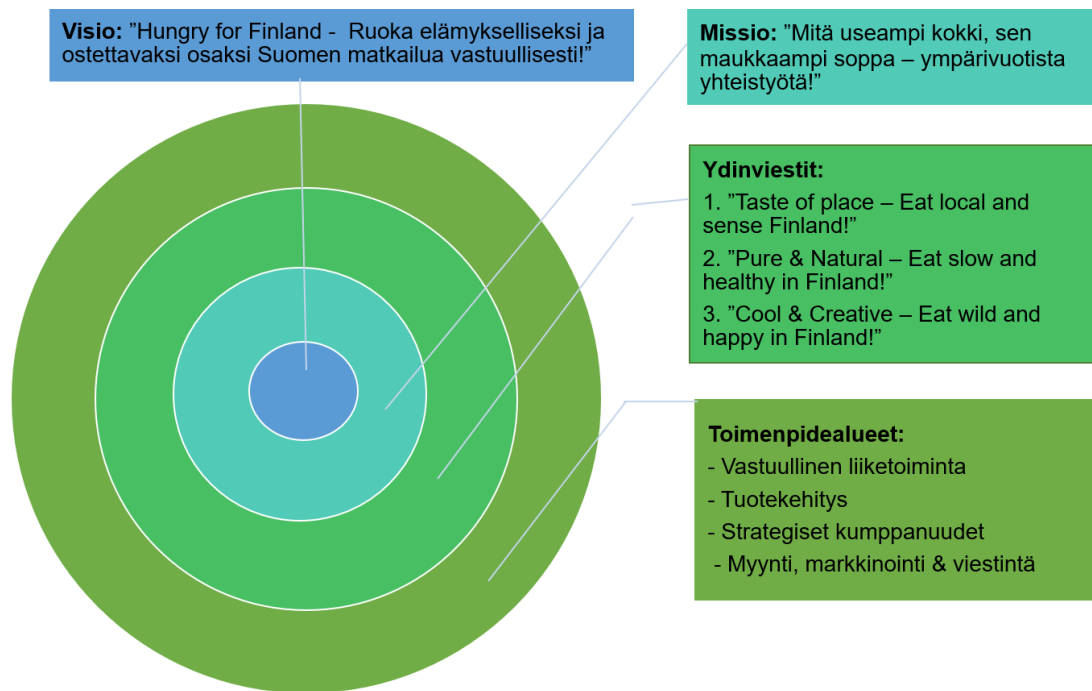 Visio: ”Hungry for Finland -  Ruoka elämykselliseksi ja
ostettavaksi osaksi Suomen matkailua vastuullisesti!”
Missio: ”Mitä useampi kokki, sen
maukkaampi soppa – ympärivuotista
yhteistyötä!”
Ydinviestit:
1. ”Taste of place – Eat local and
sense Finland!”
2. ”Pure & Natural – Eat slow and
healthy in Finland!”
3. ”Cool & Creative – Eat wild and
happy in Finland!”
Toimenpidealueet:
- Vastuullinen liiketoiminta
- Tuotekehitys
- Strategiset kumppanuudet
- Myynti, markkinointi & viestintä